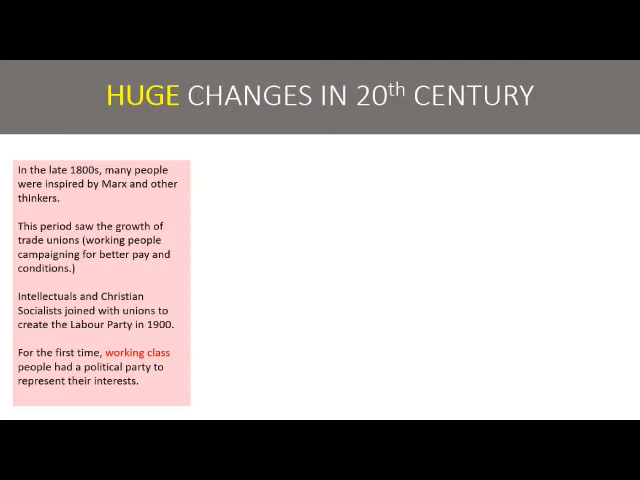 HUGE CHANGES IN 20th CENTURY
In the late 1800s, many people
were inspired by Marx and other
thinkers.
This period saw the growth of
trade unions (working people
campaigning for better pay and
conditions.)
Intellectuals and Christian
Socialists joined with unions to
create the Labour Party in 1900.
For the first time, working class
people had a political party to
represent their interests.